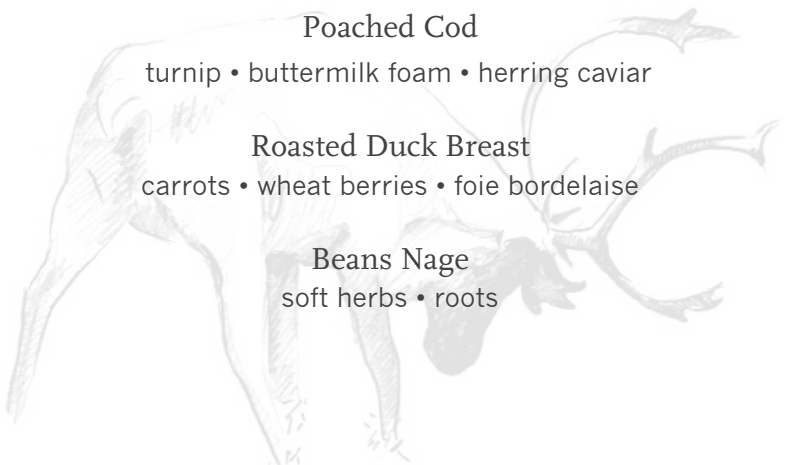 Poached Cod
turnip • buttermilk foam • herring caviar
Roasted Duck Breast
carrots • wheat berries • foie bordelaise
Beans Nage
soft herbs • roots